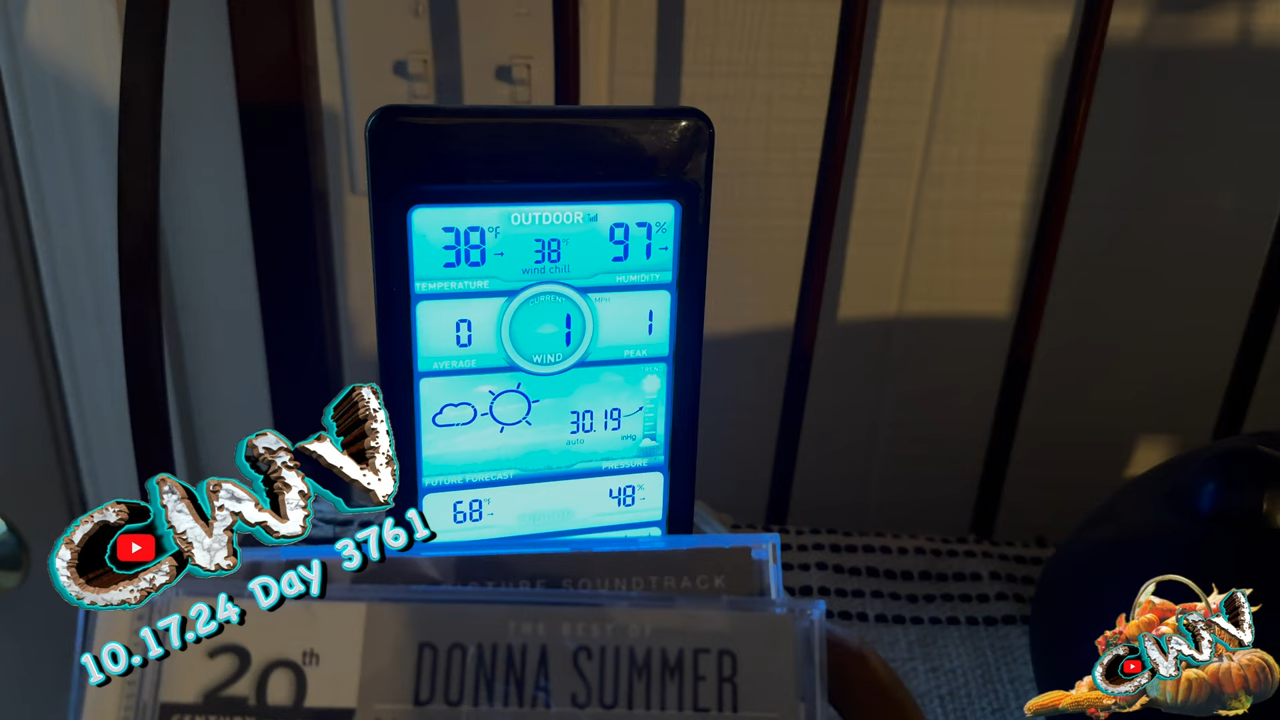 OUTDOOR
38°F 38°F 97%
wind chill
TEMPERATURE HUMIDITY
CURRENT MPH
0 1 1
AVERAGE WIND PEAK
TREND
30.19
auto inHg
FUTURE FORECAST PRESSURE
68°F 48%
CWV
10.17.24 Day 3761
SOUNDTRACK
THE BEST OF
20th DONNA SUMMER
CENTURY
CWV